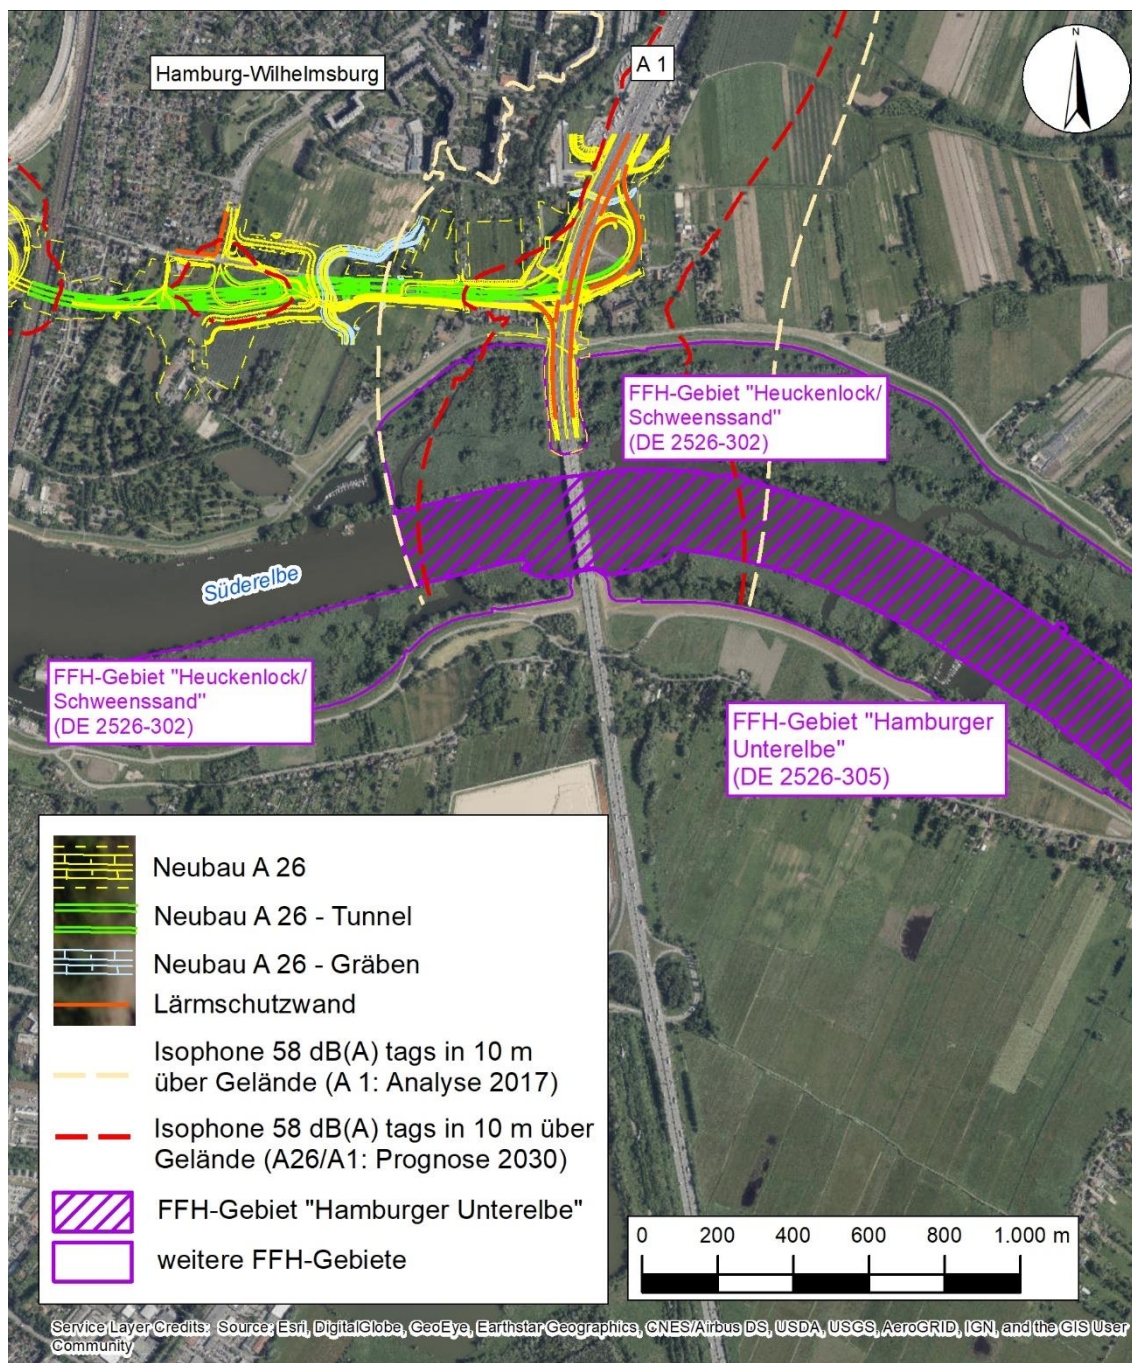 N
Hamburg-Wilhelmsburg
A 1
FFH-Gebiet "Heuckenlock/
Schweenssand"
(DE 2526-302)
Süderelbe
FFH-Gebiet "Heuckenlock/
Schweenssand"
(DE 2526-302)
FFH-Gebiet "Hamburger
Unterelbe"
(DE 2526-305)
Neubau A 26
Neubau A 26 - Tunnel
Neubau A 26 - Gräben
Lärmschutzwand
Isophone 58 dB(A) tags in 10 m
über Gelände (A 1: Analyse 2017)
Isophone 58 dB(A) tags in 10 m über
Gelände (A26/A1: Prognose 2030)
FFH-Gebiet "Hamburger Unterelbe"
weitere FFH-Gebiete
0 200 400 600 800 1.000 m
Service Layer Credits: Source: Esri, DigitalGlobe, GeoEye, Earthstar Geographics, CNES/Airbus DS, USDA, USGS, AeroGRID, IGN, and the GIS User
Community